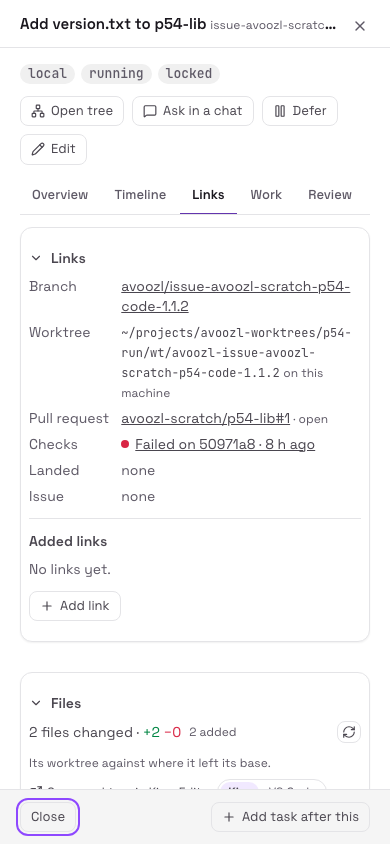 Add version.txt to p54-lib issue-avoozl-scratc...
local running locked
Open tree Ask in a chat Defer
Edit
Overview Timeline Links Work Review
Links
Branch avoozl/issue-avoozl-scratch-p54-
code-1.1.2
Worktree ~/projects/avoozl-worktrees/p54-
run/wt/avoozl-issue-avoozl-
scratch-p54-code-1.1.2 on this
machine
Pull request avoozl-scratch/p54-lib#1 · open
Checks Failed on 50971a8 · 8 h ago
Landed none
Issue none
Added links
No links yet.
Add link
Files
2 files changed · +2 −0 2 added
Its worktree against where it left its base.
Close Add task after this